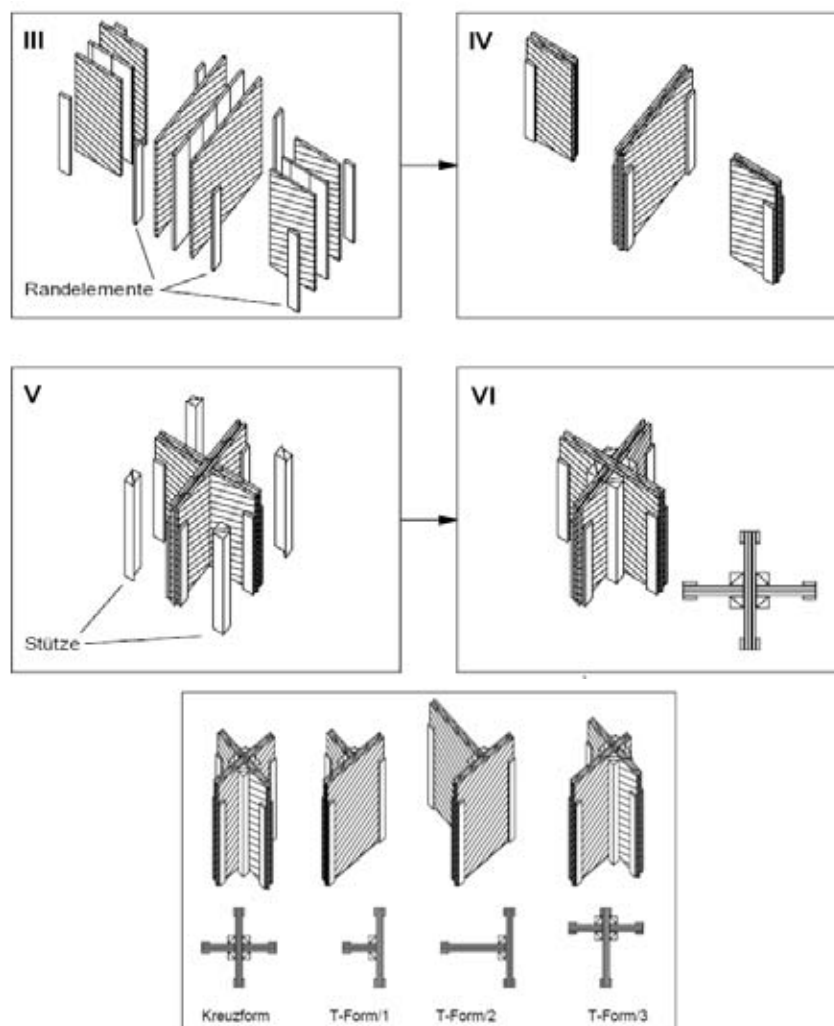 III
IV
Randelemente
V
VI
Stütze
Kreuzform
T-Form/1
T-Form/2
T-Form/3